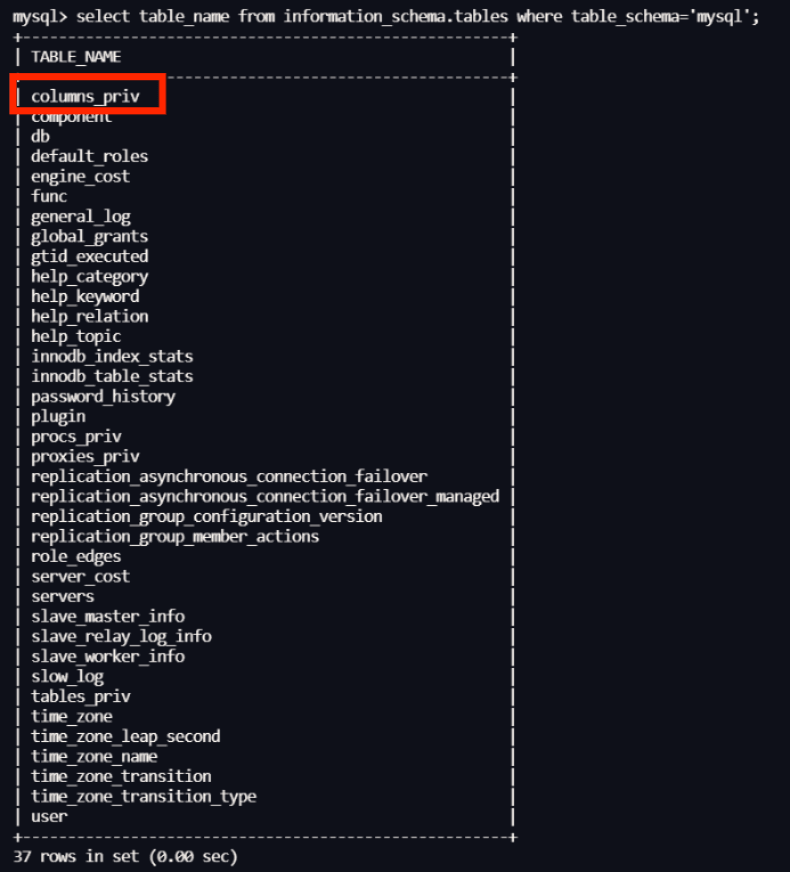 mysql> select table_name from information_schema.tables where table_schema='mysql';
+------------------------------------------------------+
| TABLE_NAME |
+------------------------------------------------------+
| columns_priv |
| component |
| db |
| default_roles |
| engine_cost |
| func |
| general_log |
| global_grants |
| gtid_executed |
| help_category |
| help_keyword |
| help_relation |
| help_topic |
| innodb_index_stats |
| innodb_table_stats |
| password_history |
| plugin |
| procs_priv |
| proxies_priv |
| replication_asynchronous_connection_failover |
| replication_asynchronous_connection_failover_managed |
| replication_group_configuration_version |
| replication_group_member_actions |
| role_edges |
| server_cost |
| servers |
| slave_master_info |
| slave_relay_log_info |
| slave_worker_info |
| slow_log |
| tables_priv |
| time_zone |
| time_zone_leap_second |
| time_zone_name |
| time_zone_transition |
| time_zone_transition_type |
| user |
+------------------------------------------------------+
37 rows in set (0.00 sec)